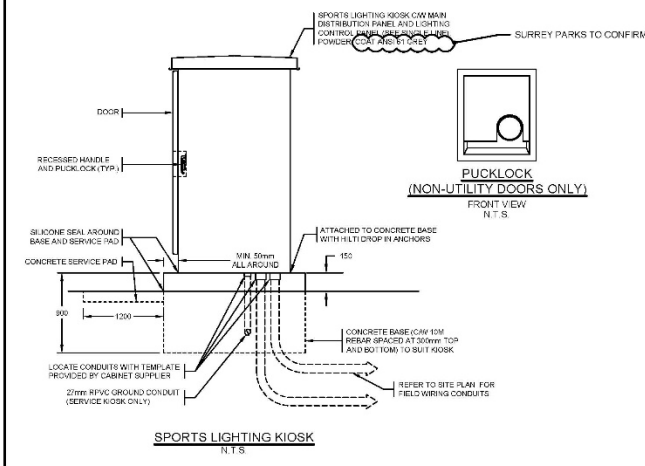 SPORTS LIGHTING KIOSK C/W MAIN
DISTRIBUTION PANEL AND LIGHTING
CONTROL PANEL (SEE SINGLE LINE)
POWDER COAT ANSI 61 GREY
SURREY PARKS TO CONFIRM
DOOR
RECESSED HANDLE
AND PUCKLOCK (TYP.)
PUCKLOCK
(NON-UTILITY DOORS ONLY)
FRONT VIEW
N.T.S.
SILICONE SEAL AROUND
BASE AND SERVICE PAD
CONCRETE SERVICE PAD
MIN. 50mm
ALL AROUND
ATTACHED TO CONCRETE BASE
WITH HILTI DROP IN ANCHORS
150
900
1200
CONCRETE BASE (C/W 10M
REBAR SPACED AT 300mm TOP
AND BOTTOM) TO SUIT KIOSK
LOCATE CONDUITS WITH TEMPLATE
PROVIDED BY CABINET SUPPLIER
27mm RPVC GROUND CONDUIT
(SERVICE KIOSK ONLY)
REFER TO SITE PLAN FOR
FIELD WIRING CONDUITS
SPORTS LIGHTING KIOSK
N.T.S.